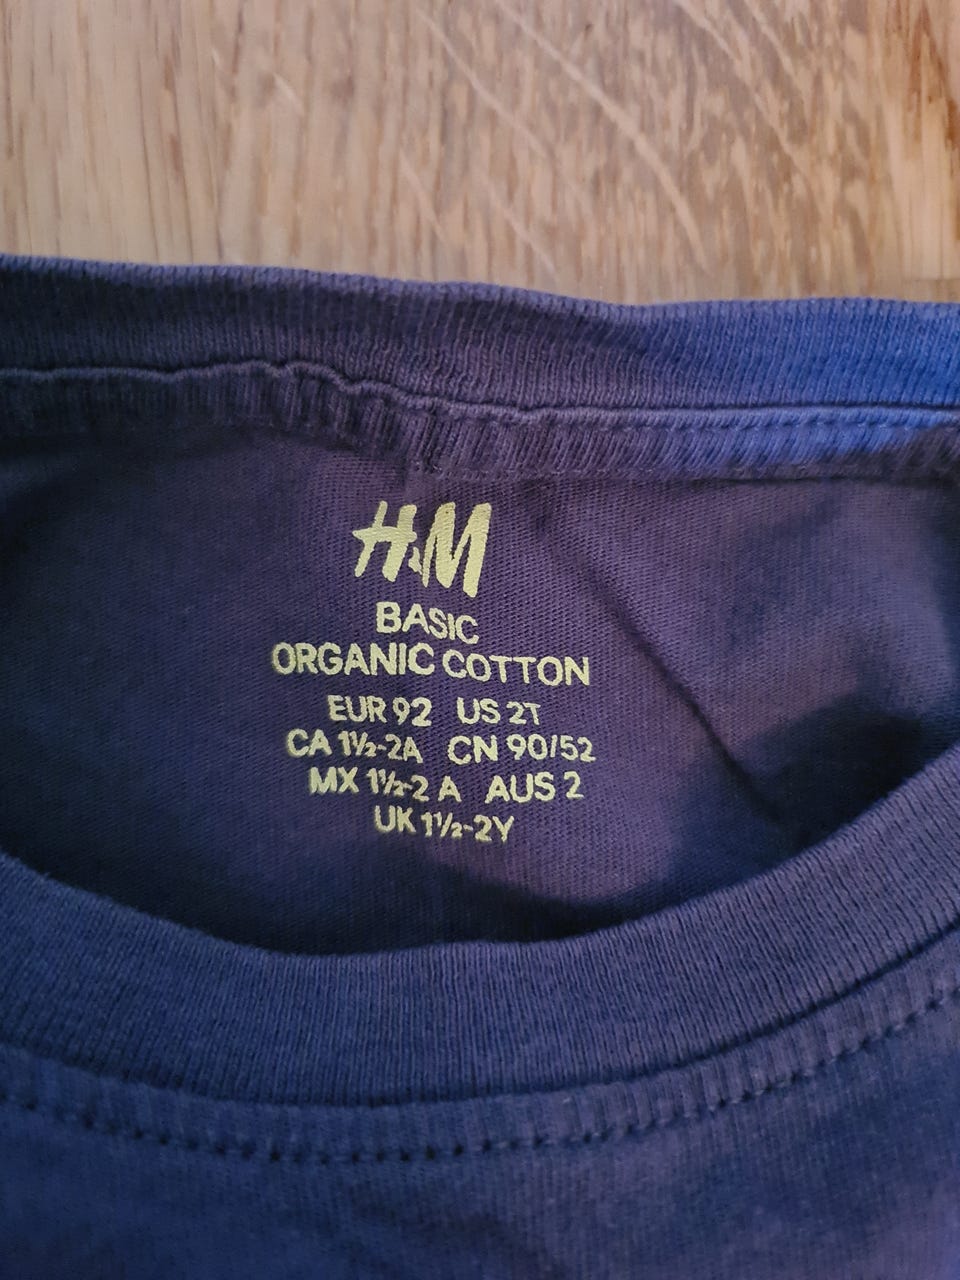 H&M
BASIC
ORGANIC COTTON
EUR 92 US 2T
CA 1½-2A CN 90/52
MX 1½-2 A AUS 2
UK 1½-2Y